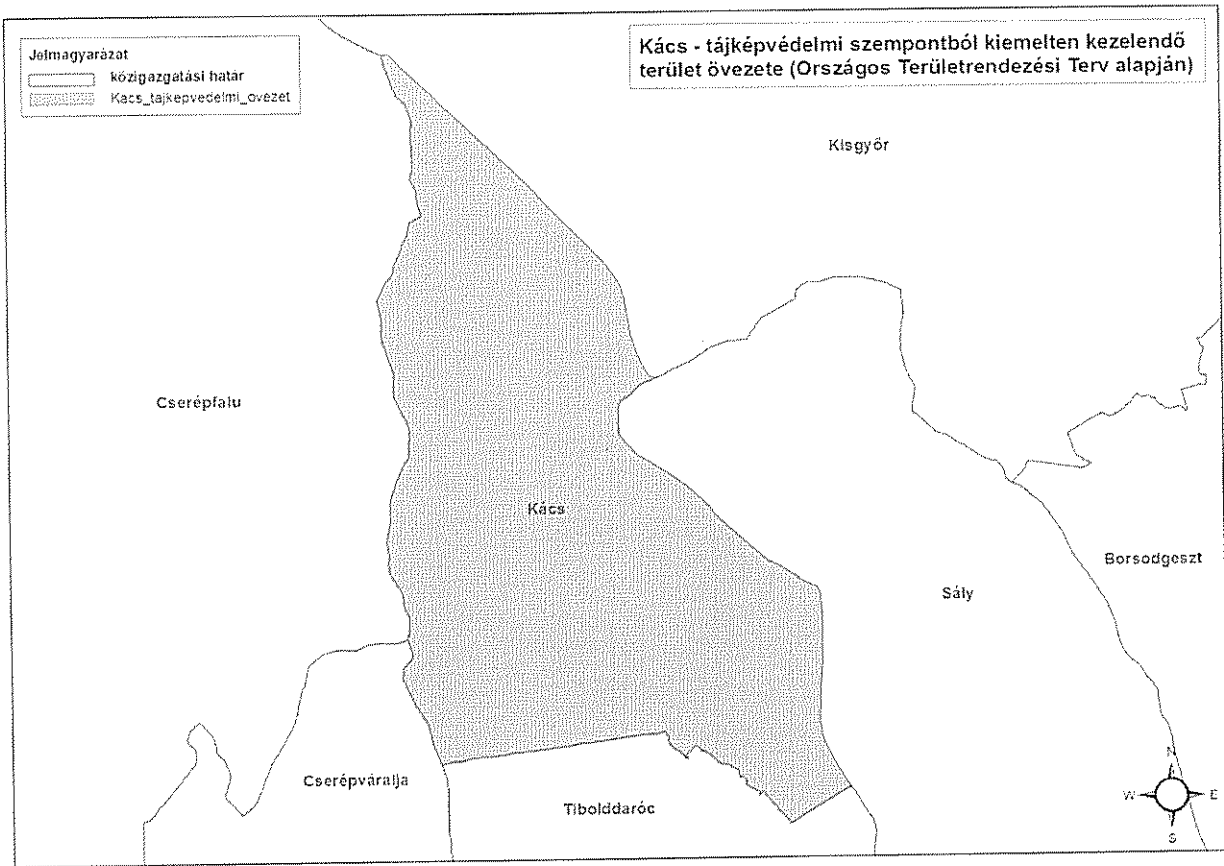 Jelmagyarázat
közigazgatási határ
Kacs_tajkepvedelmi_ovezet
Kács - tájképvédelmi szempontból kiemelten kezelendő
terület övezete (Országos Területrendezési Terv alapján)
Kisgyőr
Cserépfalu
Kács
Borsodgeszt
Sály
Cserépváralja
Tibolddaróc
N
W
E
S